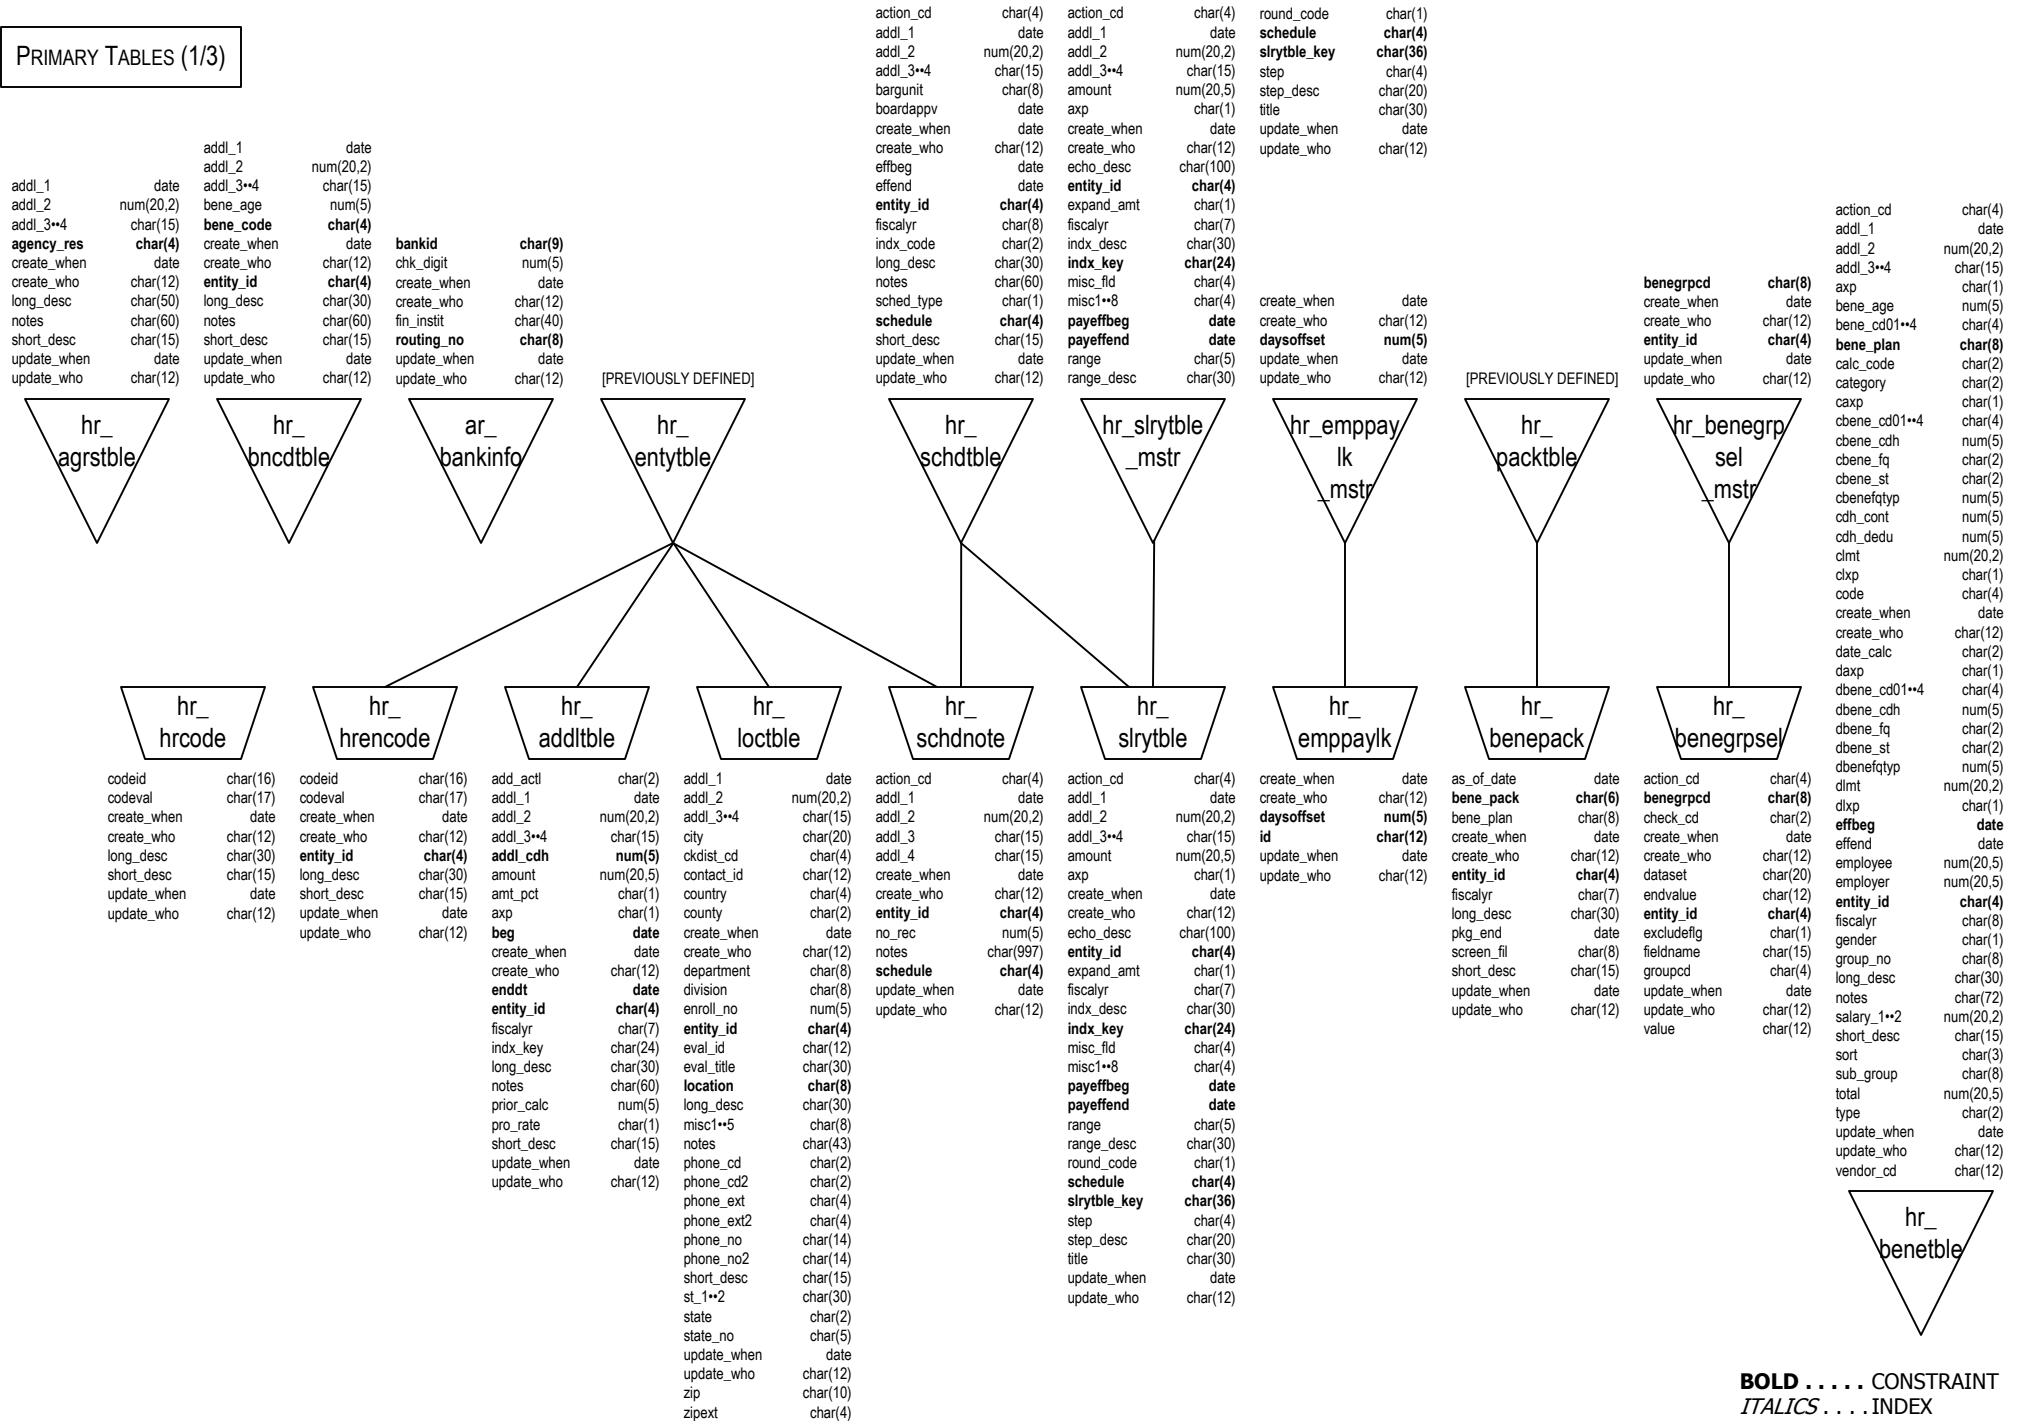 PRIMARY TABLES (1/3)
addl_1 date
addl_2 num(20,2)
addl_3••4 char(15)
agency_res char(4)
create_when date
create_who char(12)
long_desc char(50)
notes char(60)
short_desc char(15)
update_when date
update_who char(12)
hr_
agrstble
addl_1 date
addl_2 num(20,2)
addl_3••4 char(15)
bene_age num(5)
bene_code char(4)
create_when date
create_who char(12)
entity_id char(4)
long_desc char(30)
notes char(60)
short_desc char(15)
update_when date
update_who char(12)
hr_
bncdtble
bankid char(9)
chk_digit num(5)
create_when date
create_who char(12)
fin_instit char(40)
routing_no char(8)
update_when date
update_who char(12)
ar_
bankinfo
[PREVIOUSLY DEFINED]
hr_
entytble
action_cd char(4)
addl_1 date
addl_2 num(20,2)
addl_3••4 char(15)
bargunit char(8)
boardappv date
create_when date
create_who char(12)
effbeg date
effend date
entity_id char(4)
fiscalyr char(8)
indx_code char(2)
long_desc char(30)
notes char(60)
sched_type char(1)
schedule char(4)
short_desc char(15)
update_when date
update_who char(12)
hr_
schdtble
action_cd char(4)
addl_1 date
addl_2 num(20,2)
addl_3••4 char(15)
amount num(20,5)
axp char(1)
create_when date
create_who char(12)
echo_desc char(100)
entity_id char(4)
expand_amt char(1)
fiscalyr char(7)
indx_desc char(30)
indx_key char(24)
misc_fld char(4)
misc1••8 char(4)
payeffbeg date
payeffend date
range char(5)
range_desc char(30)
round_code char(1)
schedule char(4)
slrytble_key char(36)
step char(4)
step_desc char(20)
title char(30)
update_when date
update_who char(12)
hr_slrytble
_mstr
create_when date
create_who char(12)
daysoffset num(5)
update_when date
update_who char(12)
hr_emppay
lk
_mstr
[PREVIOUSLY DEFINED]
hr_
packtble
benegrpcd char(8)
create_when date
create_who char(12)
entity_id char(4)
update_when date
update_who char(12)
hr_benegrp
sel
_mstr
hr_
hrcode
codeid char(16)
codeval char(17)
create_when date
create_who char(12)
long_desc char(30)
short_desc char(15)
update_when date
update_who char(12)
hr_
hrencode
codeid char(16)
codeval char(17)
create_when date
create_who char(12)
entity_id char(4)
long_desc char(30)
short_desc char(15)
update_when date
update_who char(12)
hr_
addltble
add_actl char(2)
addl_1 date
addl_2 num(20,2)
addl_3••4 char(15)
addl_cdh num(5)
amount num(20,5)
amt_pct char(1)
axp char(1)
beg date
create_when date
create_who char(12)
enddt date
entity_id char(4)
fiscalyr char(7)
indx_key char(24)
long_desc char(30)
notes char(60)
prior_calc num(5)
pro_rate char(1)
short_desc char(15)
update_when date
update_who char(12)
hr_
loctble
addl_1 date
addl_2 num(20,2)
addl_3••4 char(15)
city char(20)
ckdist_cd char(4)
contact_id char(12)
country char(4)
county char(2)
create_when date
create_who char(12)
department char(8)
division char(8)
enroll_no num(5)
entity_id char(4)
eval_id char(12)
eval_title char(30)
location char(8)
long_desc char(30)
misc1••5 char(8)
notes char(43)
phone_cd char(2)
phone_cd2 char(2)
phone_ext char(4)
phone_ext2 char(4)
phone_no char(14)
phone_no2 char(14)
short_desc char(15)
st_1••2 char(30)
state char(2)
state_no char(5)
update_when date
update_who char(12)
zip char(10)
zipext char(4)
hr_
schdnote
action_cd char(4)
addl_1 date
addl_2 num(20,2)
addl_3 char(15)
addl_4 char(15)
create_when date
create_who char(12)
entity_id char(4)
no_rec num(5)
notes char(997)
schedule char(4)
update_when date
update_who char(12)
hr_
slrytble
action_cd char(4)
addl_1 date
addl_2 num(20,2)
addl_3••4 char(15)
amount num(20,5)
axp char(1)
create_when date
create_who char(12)
echo_desc char(100)
entity_id char(4)
expand_amt char(1)
fiscalyr char(7)
indx_desc char(30)
indx_key char(24)
misc_fld char(4)
misc1••8 char(4)
payeffbeg date
payeffend date
range char(5)
range_desc char(30)
round_code char(1)
schedule char(4)
slrytble_key char(36)
step char(4)
step_desc char(20)
title char(30)
update_when date
update_who char(12)
hr_
emppaylk
create_when date
create_who char(12)
daysoffset num(5)
id char(12)
update_when date
update_who char(12)
hr_
benepack
as_of_date date
bene_pack char(6)
bene_plan char(8)
create_when date
create_who char(12)
entity_id char(4)
fiscalyr char(7)
long_desc char(30)
pkg_end date
screen_fil char(8)
short_desc char(15)
update_when date
update_who char(12)
hr_
benegrpsel
action_cd char(4)
benegrpcd char(8)
check_cd char(2)
create_when date
create_who char(12)
dataset char(20)
endvalue char(12)
entity_id char(4)
excludeflg char(1)
fieldname char(15)
groupcd char(4)
update_when date
update_who char(12)
value char(12)
action_cd char(4)
addl_1 date
addl_2 num(20,2)
addl_3••4 char(15)
axp char(1)
bene_age num(5)
bene_cd01••4 char(4)
bene_plan char(8)
calc_code char(2)
category char(2)
caxp char(1)
cbene_cd01••4 char(4)
cbene_cdh num(5)
cbene_fq char(2)
cbene_st char(2)
cbenefqtyp num(5)
cdh_cont num(5)
cdh_dedu num(5)
clmt num(20,2)
clxp char(1)
code char(4)
create_when date
create_who char(12)
date_calc char(2)
daxp char(1)
dbene_cd01••4 char(4)
dbene_cdh num(5)
dbene_fq char(2)
dbene_st char(2)
dbenefqtyp num(5)
dlmt num(20,2)
dlxp char(1)
effbeg date
effend date
employee num(20,5)
employer num(20,5)
entity_id char(4)
fiscalyr char(8)
gender char(1)
group_no char(8)
long_desc char(30)
notes char(72)
salary_1••2 num(20,2)
short_desc char(15)
sort char(3)
sub_group char(8)
total num(20,5)
type char(2)
update_when date
update_who char(12)
vendor_cd char(12)
hr_
benetble
BOLD ..... CONSTRAINT
ITALICS .... INDEX